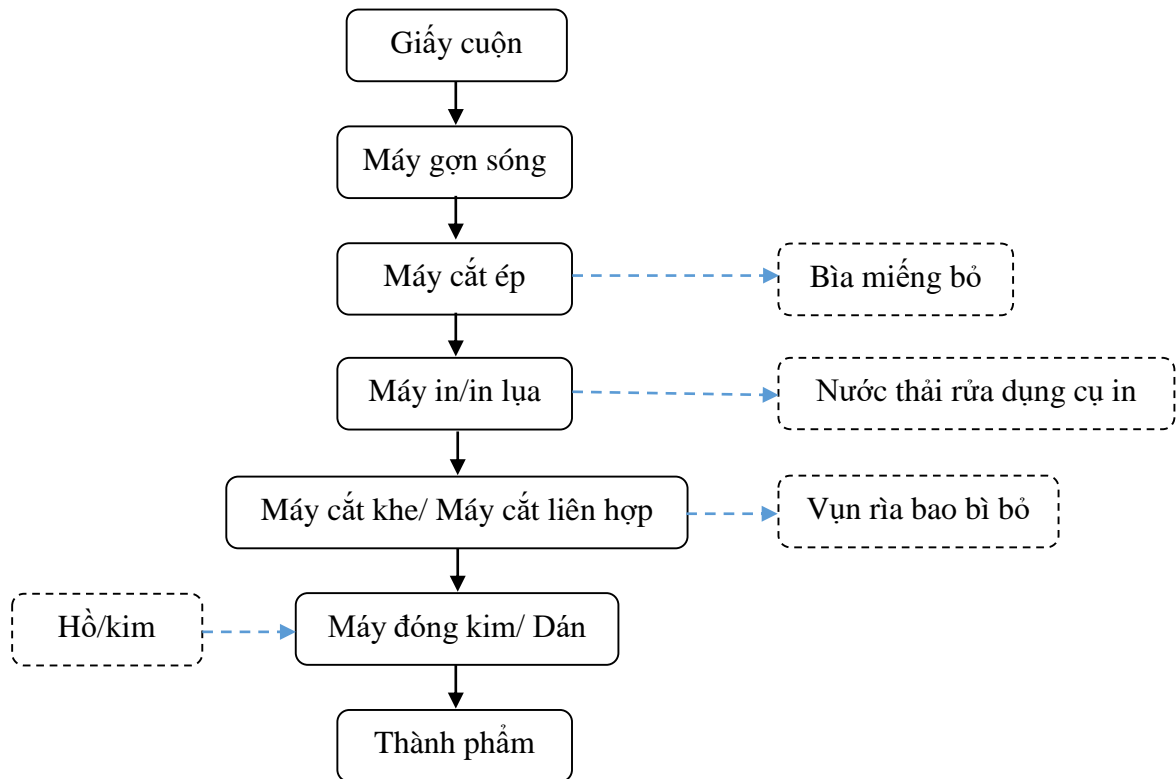 Giấy cuộn
Máy gợn sóng
Máy cắt ép
Bìa miếng bỏ
Máy in/in lụa
Nước thải rửa dụng cụ in
Máy cắt khe/ Máy cắt liên hợp
Vụn rìa bao bì bỏ
Hồ/kim
Máy đóng kim/ Dán
Thành phẩm